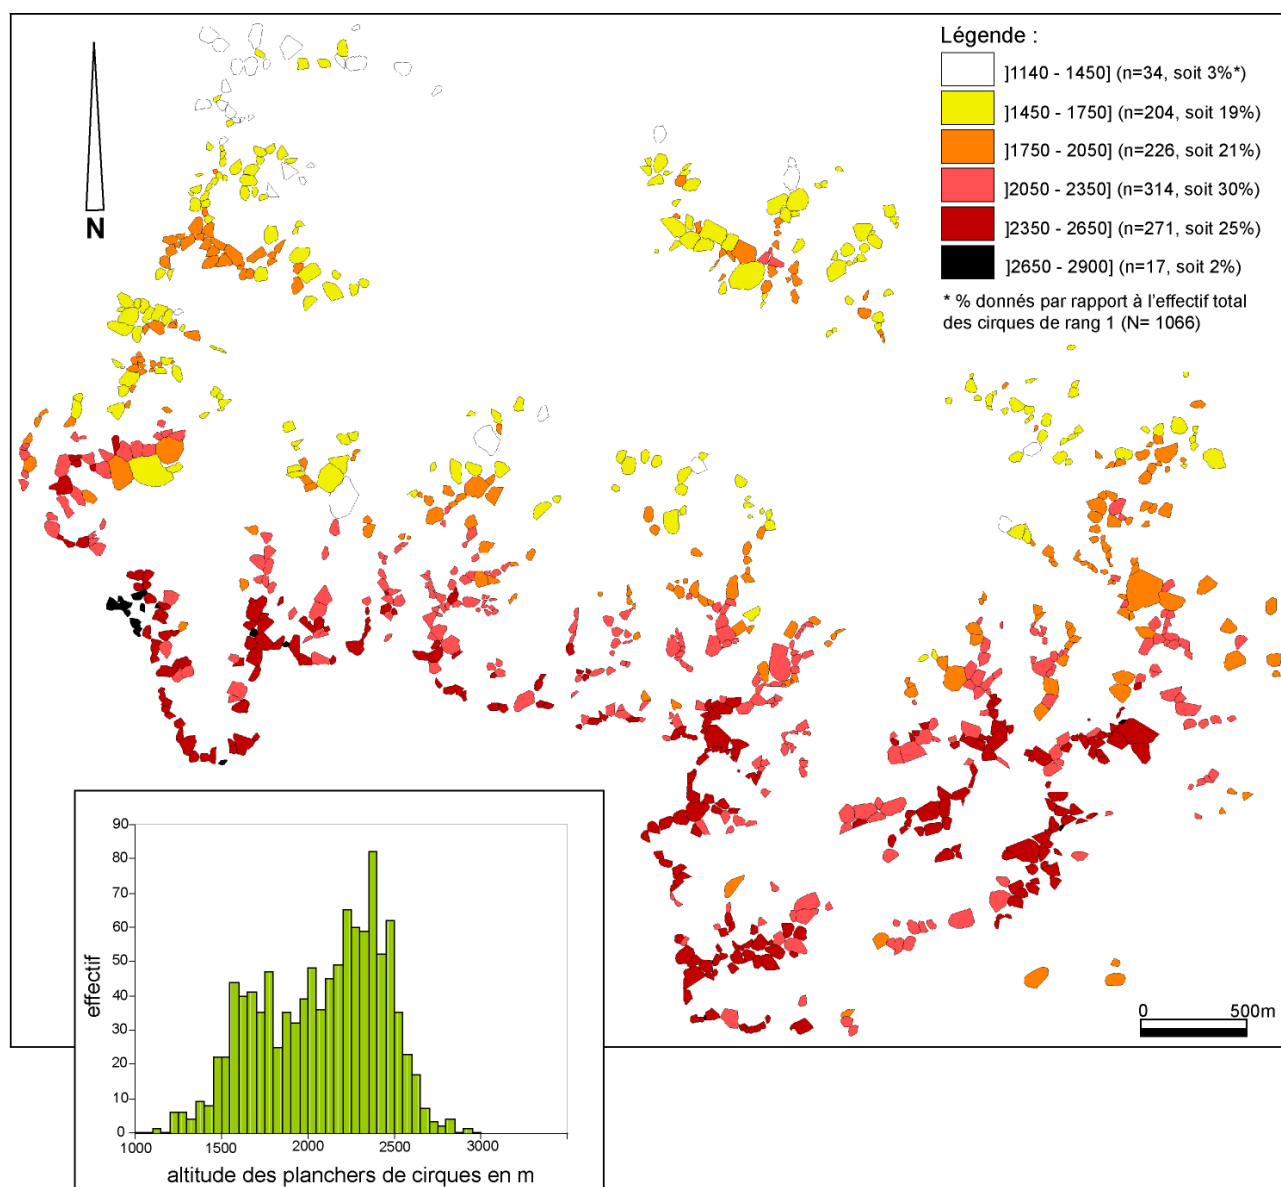 N
Légende :
]1140 - 1450] (n=34, soit 3%*)
]1450 - 1750] (n=204, soit 19%)
]1750 - 2050] (n=226, soit 21%)
]2050 - 2350] (n=314, soit 30%)
]2350 - 2650] (n=271, soit 25%)
]2650 - 2900] (n=17, soit 2%)
* % donnés par rapport à l'effectif total
des cirques de rang 1 (N= 1066)
0 500m
90
80
70
60
50
40
30
20
10
0
effectif
1000 1500 2000 2500 3000
altitude des planchers de cirques en m